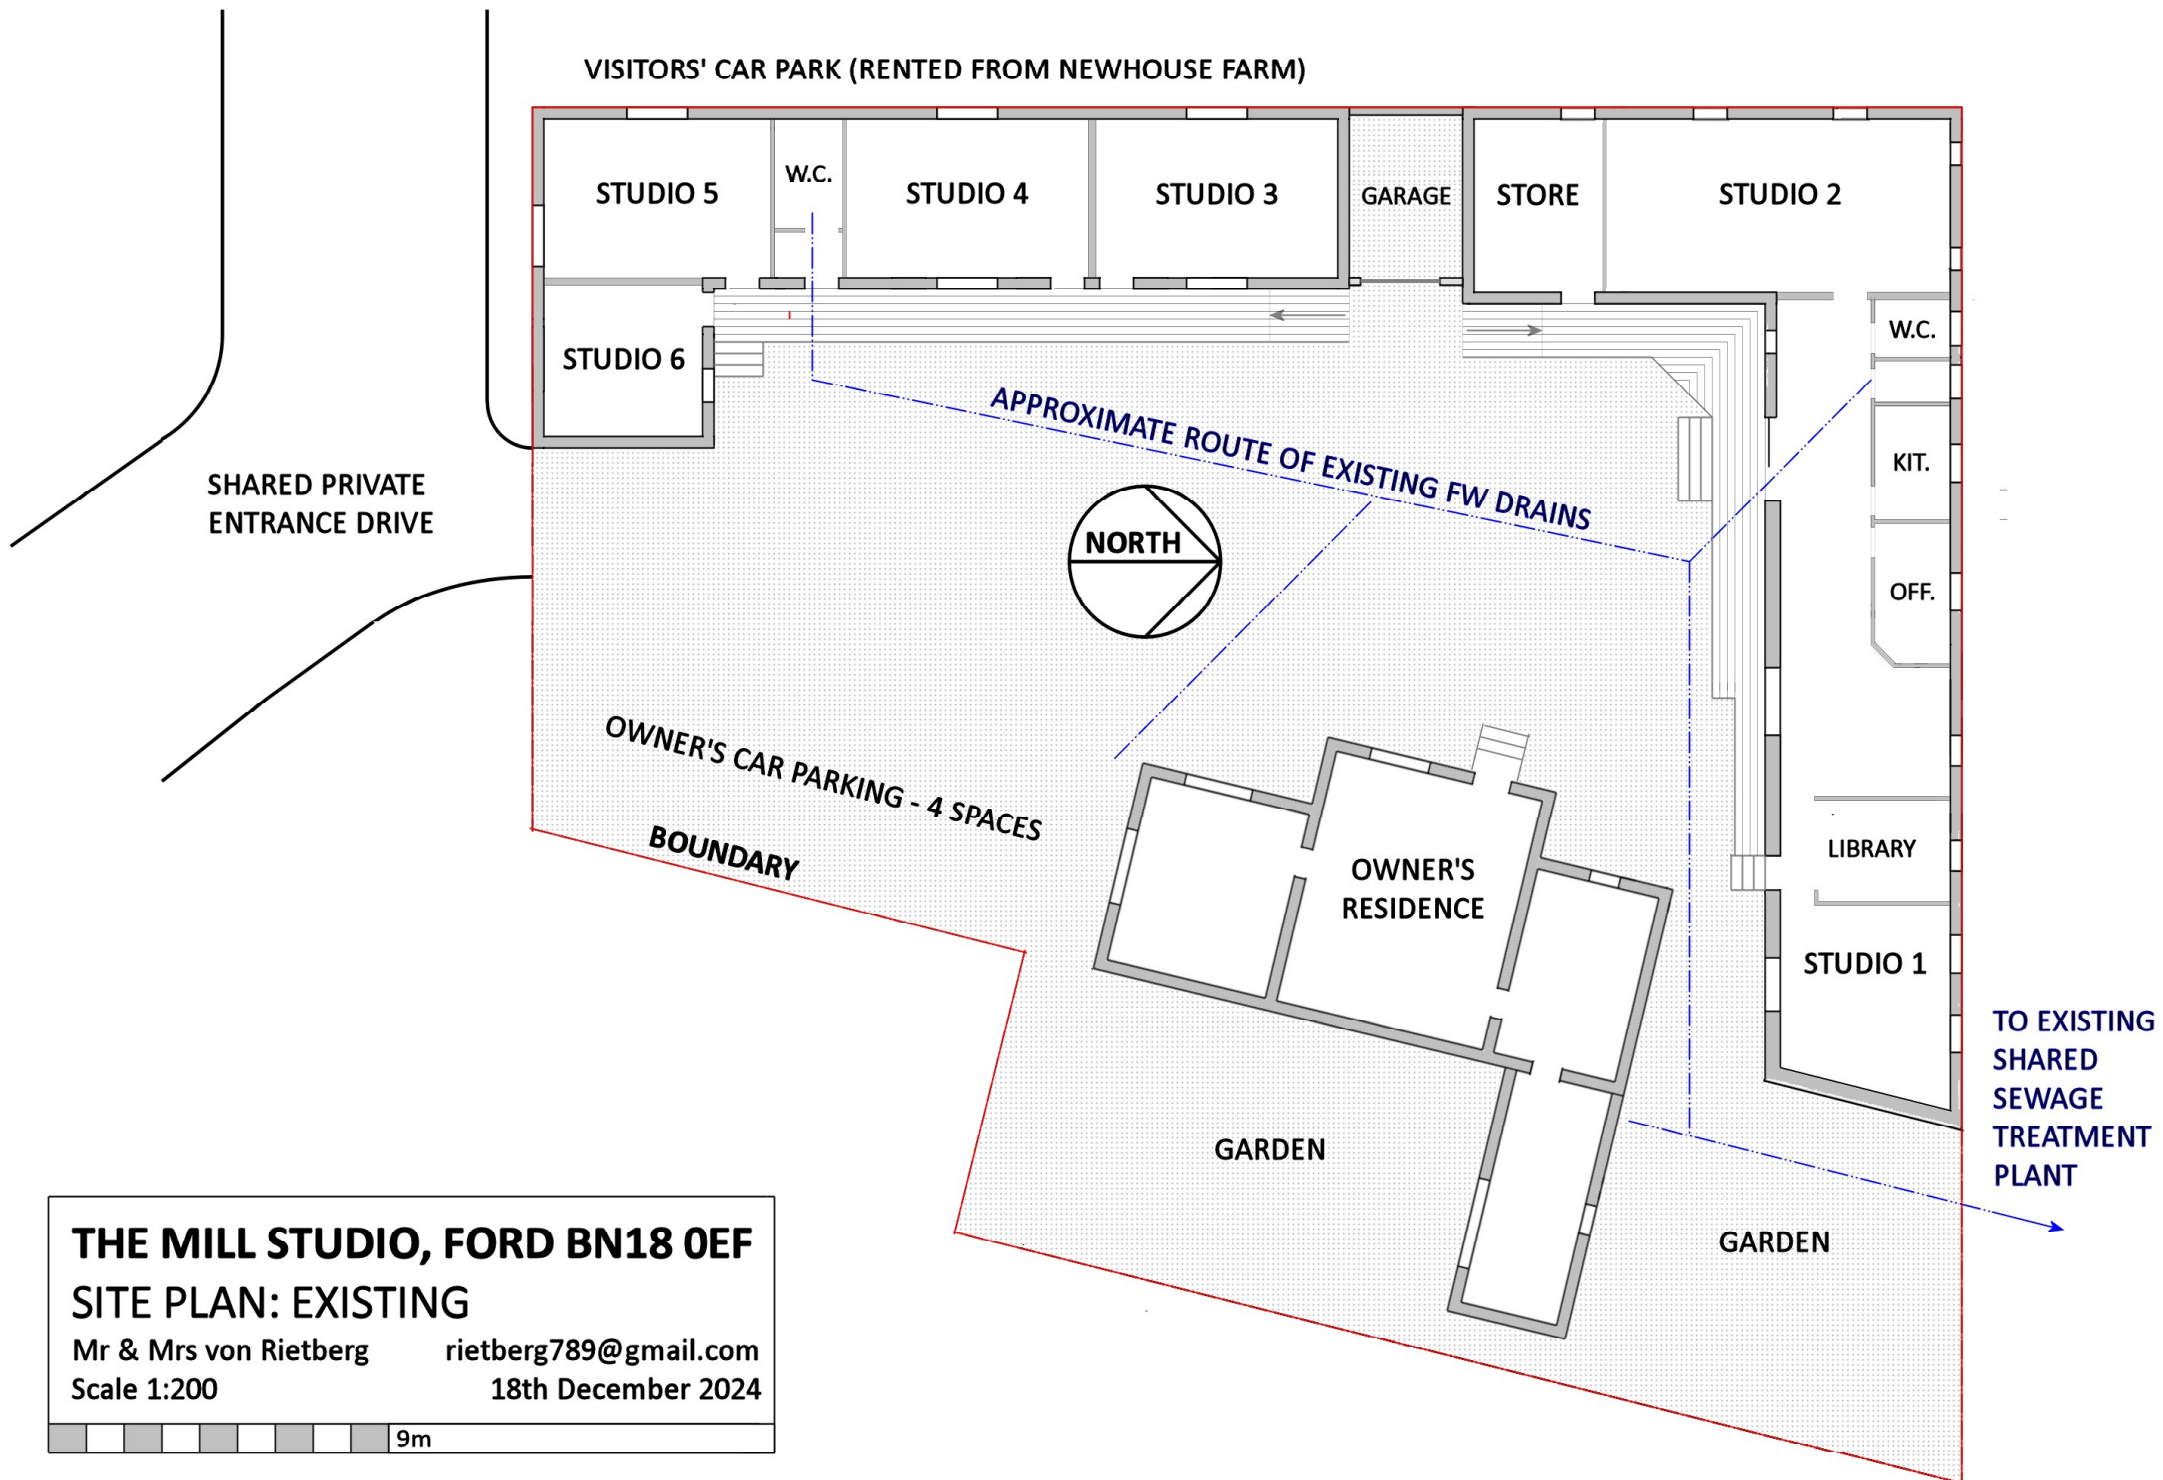 VISITORS' CAR PARK (RENTED FROM NEWHOUSE FARM)
STUDIO 5
W.C.
STUDIO 4
STUDIO 3
GARAGE
STORE
STUDIO 2
STUDIO 6
W.C.
APPROXIMATE ROUTE OF EXISTING FW DRAINS
KIT.
SHARED PRIVATE
ENTRANCE DRIVE
NORTH
OFF.
OWNER'S CAR PARKING - 4 SPACES
BOUNDARY
OWNER'S
RESIDENCE
LIBRARY
STUDIO 1
TO EXISTING
SHARED
SEWAGE
TREATMENT
PLANT
GARDEN
GARDEN
THE MILL STUDIO, FORD BN18 0EF
SITE PLAN: EXISTING
Mr & Mrs von Rietberg rietberg789@gmail.com
Scale 1:200 18th December 2024
9m